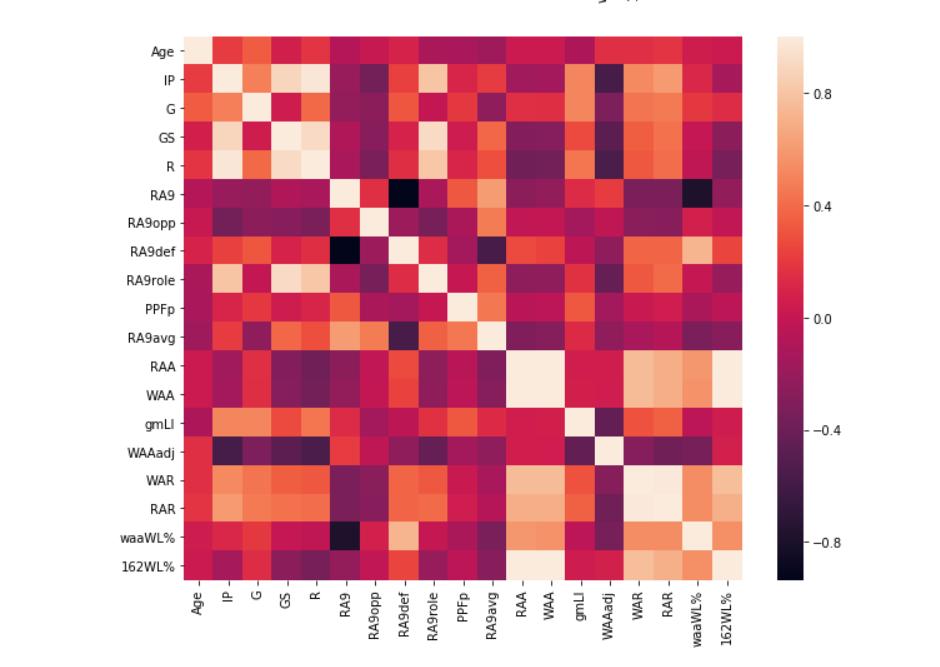 Age
IP
G
GS
R
RA9
RA9opp
RA9def
RA9role
PPFp
RA9avg
RAA
WAA
gmLI
WAAadj
WAR
RAR
waaWL%
162WL%
Age
IP
G
GS
R
RA9
RA9opp
RA9def
RA9role
PPFp
RA9avg
RAA
WAA
gmLI
WAAadj
WAR
RAR
waaWL%
162WL%
0.8
0.4
0.0
−0.4
−0.8